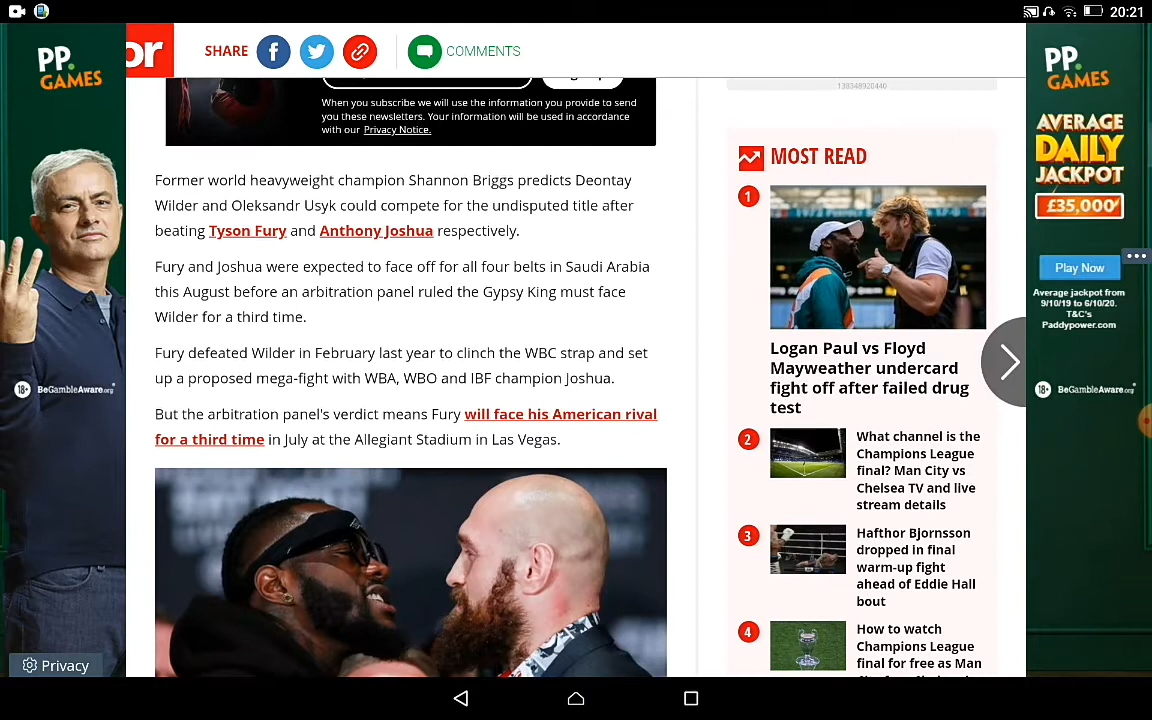 20:21
PP.
GAMES
or
SHARE
COMMENTS
When you subscribe we will use the information you provide to send
you these newsletters. Your information will be used in accordance
with our Privacy Notice.
Former world heavyweight champion Shannon Briggs predicts Deontay
Wilder and Oleksandr Usyk could compete for the undisputed title after
beating Tyson Fury and Anthony Joshua respectively.
Fury and Joshua were expected to face off for all four belts in Saudi Arabia
this August before an arbitration panel ruled the Gypsy King must face
Wilder for a third time.
Fury defeated Wilder in February last year to clinch the WBC strap and set
up a proposed mega-fight with WBA, WBO and IBF champion Joshua.
But the arbitration panel's verdict means Fury will face his American rival
for a third time in July at the Allegiant Stadium in Las Vegas.
18+ BeGambleAware.org
Privacy
138348920440
MOST READ
1
Logan Paul vs Floyd
Mayweather undercard
fight off after failed drug
test
2
What channel is the
Champions League
final? Man City vs
Chelsea TV and live
stream details
3
Hafthor Bjornsson
dropped in final
warm-up fight
ahead of Eddie Hall
bout
4
How to watch
Champions League
final for free as Man
PP.
GAMES
AVERAGE
DAILY
JACKPOT
£35,000*
Play Now
Average jackpot from
9/10/19 to 6/10/20.
T&C's
Paddypower.com
18+ BeGambleAware.org